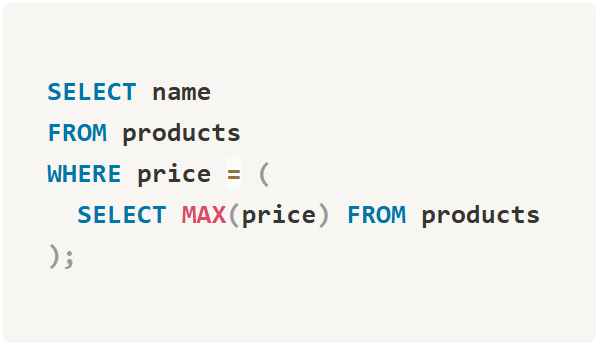 SELECT name
FROM products
WHERE price = (
  SELECT MAX(price) FROM products
);